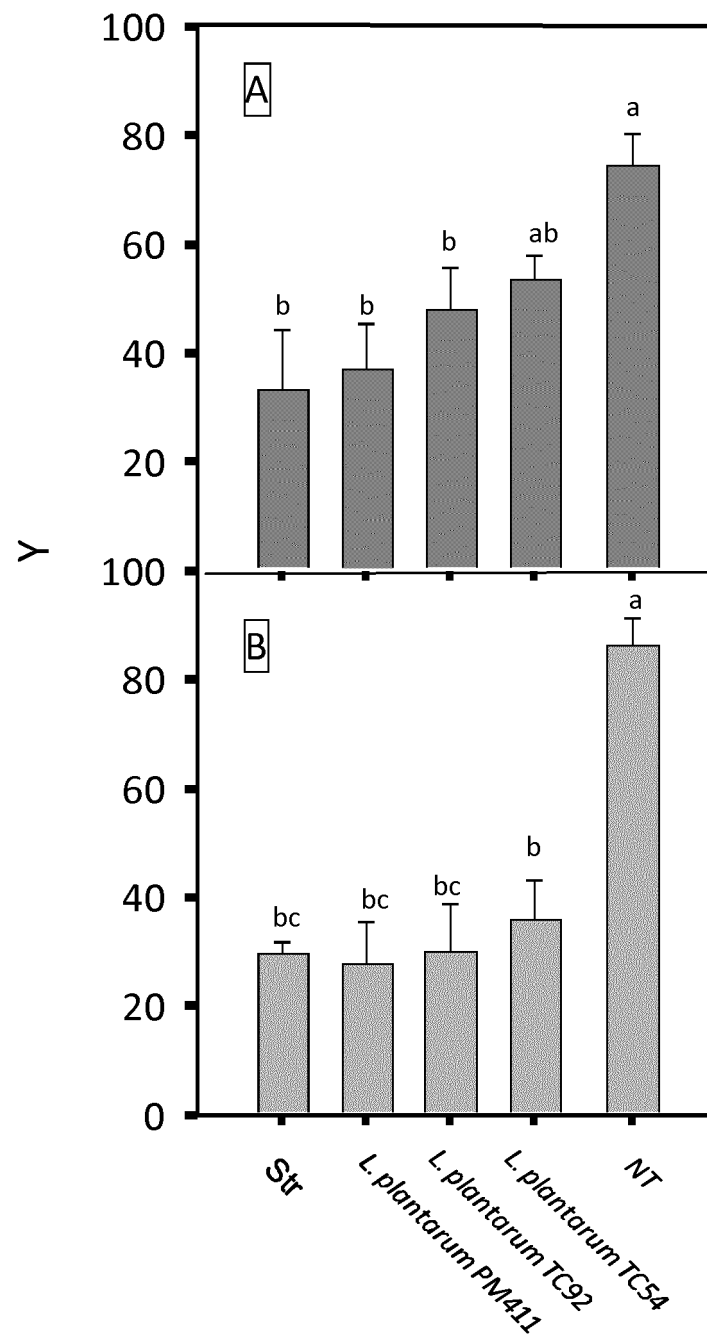 100
A
a
80
ab
60
b
b
b
40
20
Y
100
B
a
80
60
b
40
bc
bc
bc
20
0
Str
L. plantarum PM411
L. plantarum TC92
L. plantarum TC54
NT